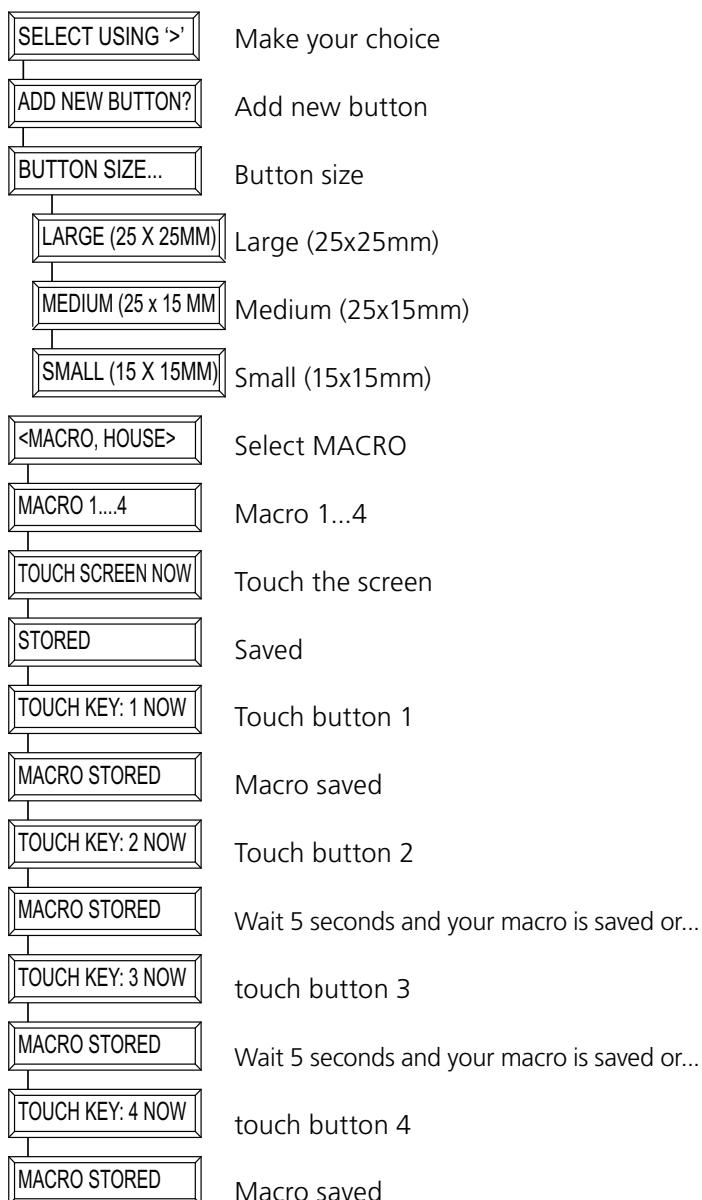 SELECT USING ‘>’ Make your choice
ADD NEW BUTTON? Add new button
BUTTON SIZE... Button size
LARGE (25 X 25MM) Large (25x25mm)
MEDIUM (25 x 15 MM Medium (25x15mm)
SMALL (15 X 15MM) Small (15x15mm)
<MACRO, HOUSE> Select MACRO
MACRO 1....4 Macro 1...4
TOUCH SCREEN NOW Touch the screen
STORED Saved
TOUCH KEY: 1 NOW Touch button 1
MACRO STORED Macro saved
TOUCH KEY: 2 NOW Touch button 2
MACRO STORED Wait 5 seconds and your macro is saved or...
TOUCH KEY: 3 NOW touch button 3
MACRO STORED Wait 5 seconds and your macro is saved or...
TOUCH KEY: 4 NOW touch button 4
MACRO STORED Macro saved